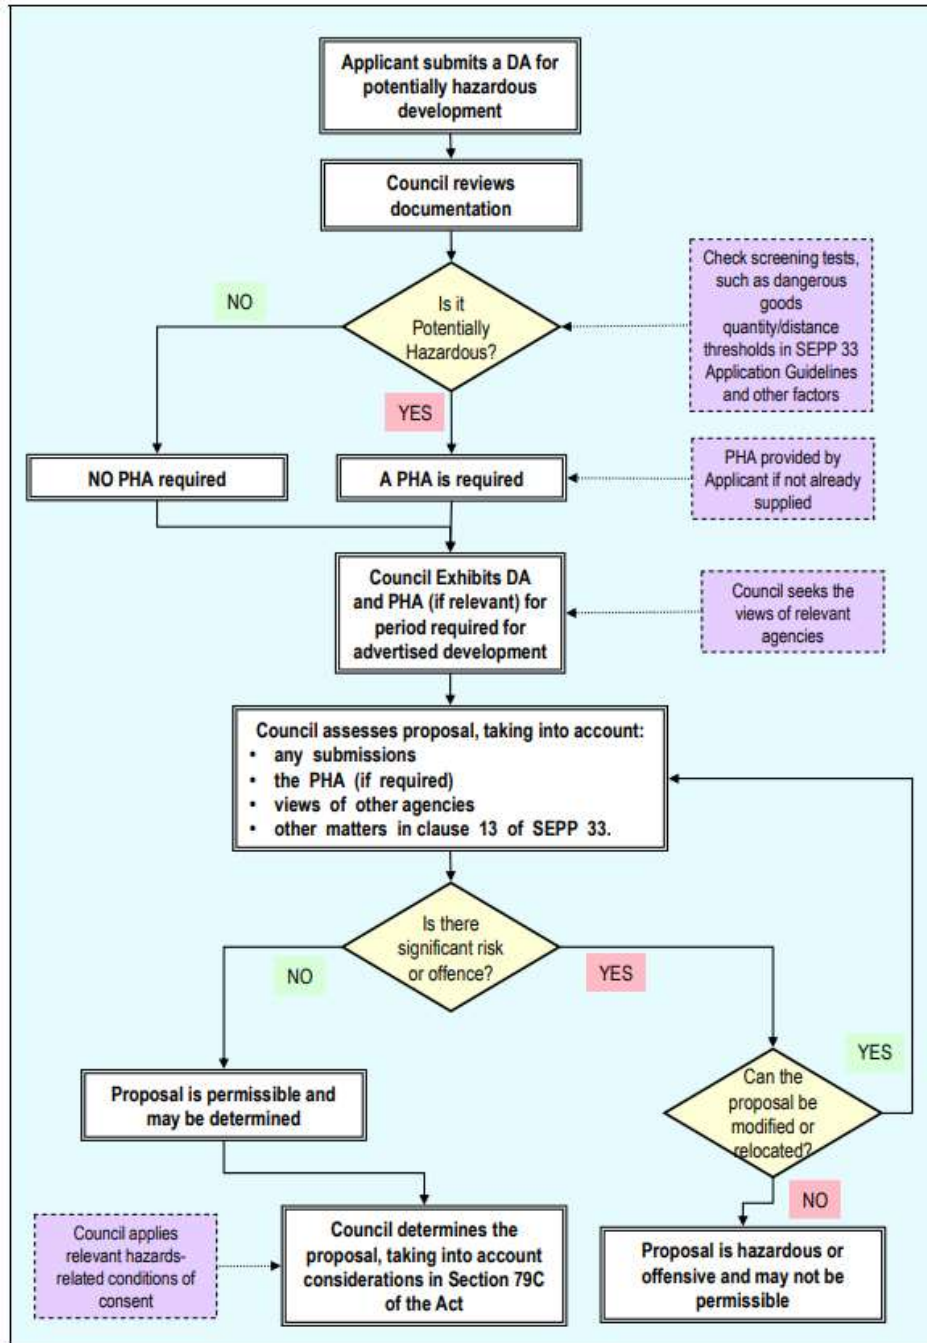 Applicant submits a DA for
potentially hazardous
development
Council reviews
documentation
Check screening tests,
such as dangerous
goods
quantity/distance
thresholds in SEPP 33
Application Guidelines
and other factors
NO
Is it
Potentially
Hazardous?
YES
NO PHA required
A PHA is required
PHA provided by
Applicant if not already
supplied
Council Exhibits DA
and PHA (if relevant) for
period required for
advertised development
Council seeks the
views of relevant
agencies
Council assesses proposal, taking into account:
• any submissions
• the PHA (if required)
• views of other agencies
• other matters in clause 13 of SEPP 33.
Is there
significant risk
or offence?
NO
YES
YES
Proposal is permissible and
may be determined
Can the
proposal be
modified or
relocated?
NO
Council applies
relevant hazards-
related conditions of
consent
Council determines the
proposal, taking into account
considerations in Section 79C
of the Act
Proposal is hazardous or
offensive and may not be
permissible